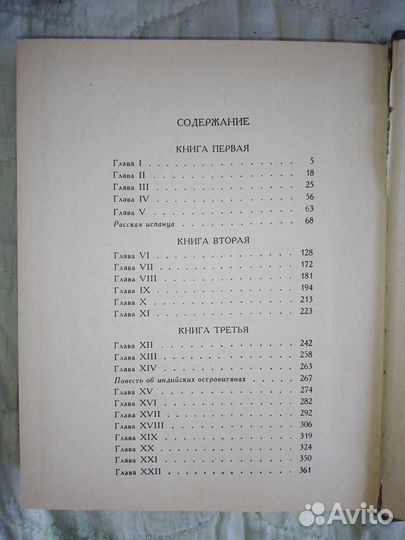 СОДЕРЖАНИЕ
КНИГА ПЕРВАЯ
Глава I . . . . . . . . . . . . . . . 5
Глава II . . . . . . . . . . . . . . . 18
Глава III . . . . . . . . . . . . . . . 25
Глава IV . . . . . . . . . . . . . . . 56
Глава V . . . . . . . . . . . . . . . 63
Рассказ испанца . . . . . . . . . . . . 68
КНИГА ВТОРАЯ
Глава VI . . . . . . . . . . . . . . . 128
Глава VII . . . . . . . . . . . . . . . 172
Глава VIII . . . . . . . . . . . . . . . 181
Глава IX . . . . . . . . . . . . . . . 194
Глава X . . . . . . . . . . . . . . . 213
Глава XI . . . . . . . . . . . . . . . 223
КНИГА ТРЕТЬЯ
Глава XII . . . . . . . . . . . . . . . 242
Глава XIII . . . . . . . . . . . . . . . 258
Глава XIV . . . . . . . . . . . . . . . 263
Повесть об индийских островитянах . . . . . 267
Глава XV . . . . . . . . . . . . . . . 274
Глава XVI . . . . . . . . . . . . . . . 282
Глава XVII . . . . . . . . . . . . . . . 292
Глава XVIII . . . . . . . . . . . . . . . 306
Глава XIX . . . . . . . . . . . . . . . 319
Глава XX . . . . . . . . . . . . . . . 324
Глава XXI . . . . . . . . . . . . . . . 350
Глава XXII . . . . . . . . . . . . . . . 361
Avito